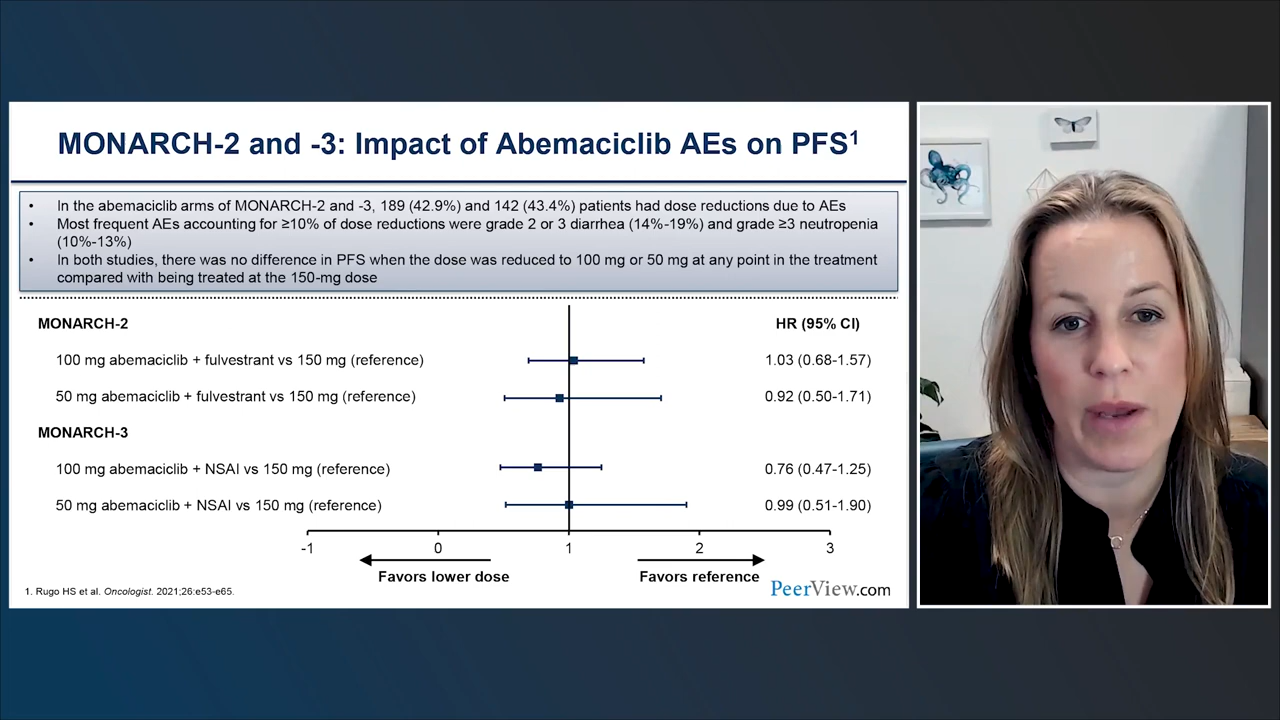 MONARCH-2 and -3: Impact of Abemaciclib AEs on PFS¹
• In the abemaciclib arms of MONARCH-2 and -3, 189 (42.9%) and 142 (43.4%) patients had dose reductions due to AEs
• Most frequent AEs accounting for ≥10% of dose reductions were grade 2 or 3 diarrhea (14%-19%) and grade ≥3 neutropenia
(10%-13%)
• In both studies, there was no difference in PFS when the dose was reduced to 100 mg or 50 mg at any point in the treatment
compared with being treated at the 150-mg dose
MONARCH-2 HR (95% CI)
100 mg abemaciclib + fulvestrant vs 150 mg (reference) 1.03 (0.68-1.57)
50 mg abemaciclib + fulvestrant vs 150 mg (reference) 0.92 (0.50-1.71)
MONARCH-3
100 mg abemaciclib + NSAI vs 150 mg (reference) 0.76 (0.47-1.25)
50 mg abemaciclib + NSAI vs 150 mg (reference) 0.99 (0.51-1.90)
-1 0 1 2 3
Favors lower dose Favors reference
1. Rugo HS et al. Oncologist. 2021;26:e53-e65.
PeerView.com